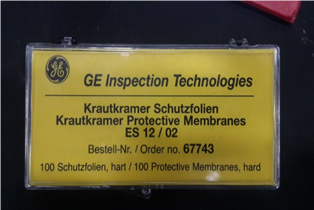 GE
GE Inspection Technologies
Krautkramer Schutzfolien
Krautkramer Protective Membranes
ES 12 / 02
Bestell-Nr. / Order no. 67743
100 Schutzfolien, hart / 100 Protective Membranes, hard